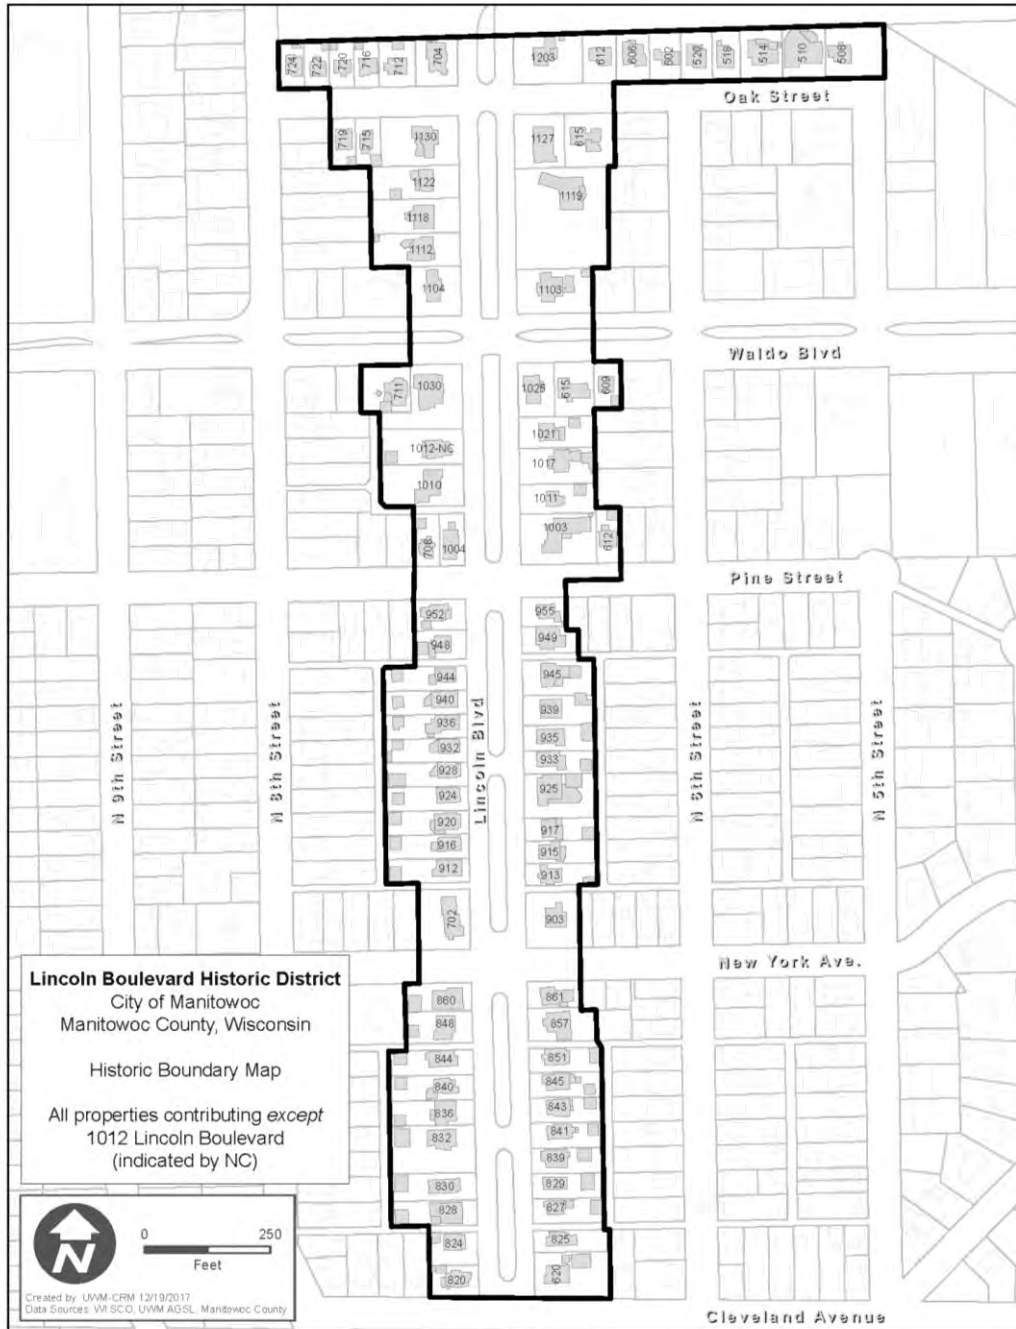 724 722 720 716 712 704 1203 612 606 602 520 518 514 510 508
Oak Street
719 715 1130 1127 615
1122 1119
1118
1112
1104 1103
Waldo Blvd
711 1030 1025 615 609
1021
1012-NC 1017
1010 1011
1003
708 1004 612
Pine Street
952 955
948 949
944 945
940 939
936 935
932 933
928 925
924
920 917
916 915
912 913
N 9th Street
N 8th Street
Lincoln Blvd
N 6th Street
N 5th Street
702 903
New York Ave.
860 861
848 857
844 851
840 845
836 843
832 841
839
830 829
828 827
824 825
820 620
Cleveland Avenue
Lincoln Boulevard Historic District
City of Manitowoc
Manitowoc County, Wisconsin
Historic Boundary Map
All properties contributing except
1012 Lincoln Boulevard
(indicated by NC)
N
0 250
Feet
Created by: UWM-CRM 12/19/2017
Data Sources: WI SCO, UWM AGSL, Manitowoc County